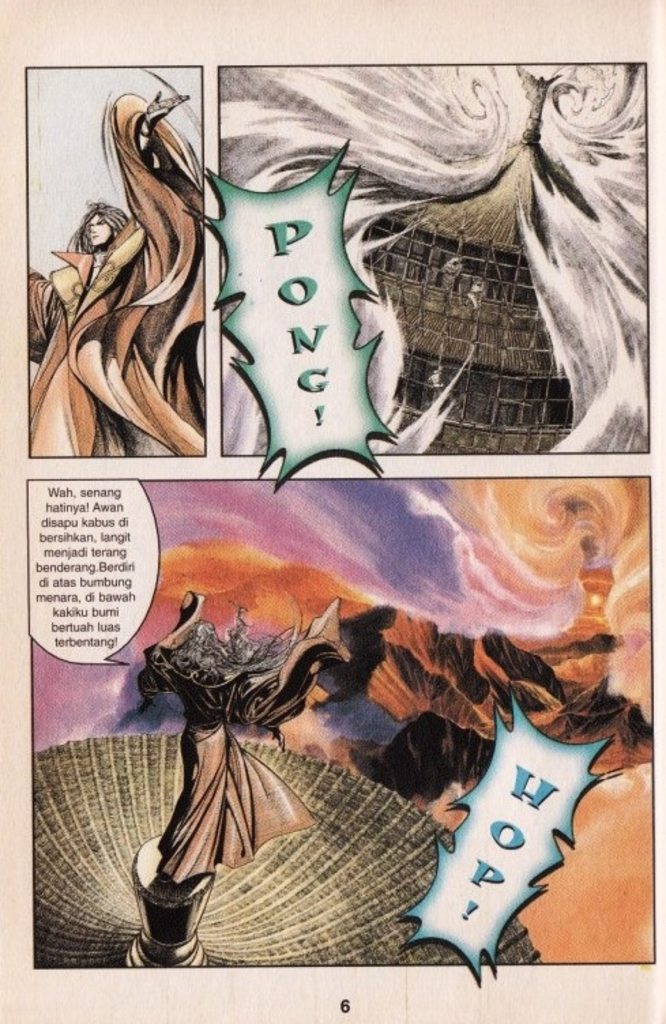 PONG!
Wah, senang
hatinya! Awan
disapu kabus di
bersihkan, langit
menjadi terang
benderang.Berdiri
di atas bumbung
menara, di bawah
kakiku bumi
bertuah luas
terbentang!
HOP!
6